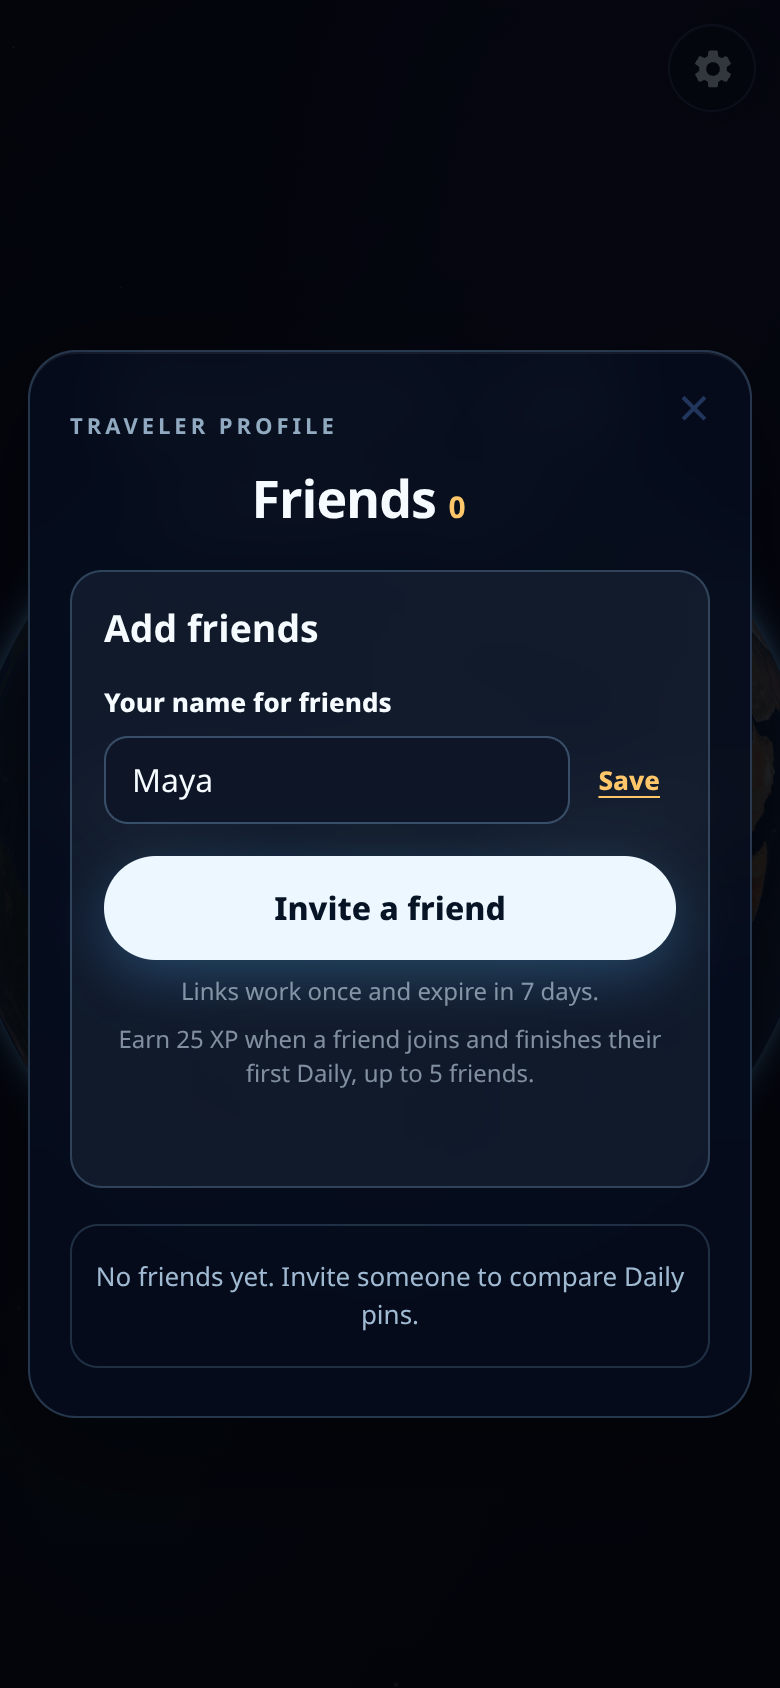 TRAVELER PROFILE
Friends 0
Add friends
Your name for friends
Maya
Save
Invite a friend
Links work once and expire in 7 days.
Earn 25 XP when a friend joins and finishes their
first Daily, up to 5 friends.
No friends yet. Invite someone to compare Daily
pins.